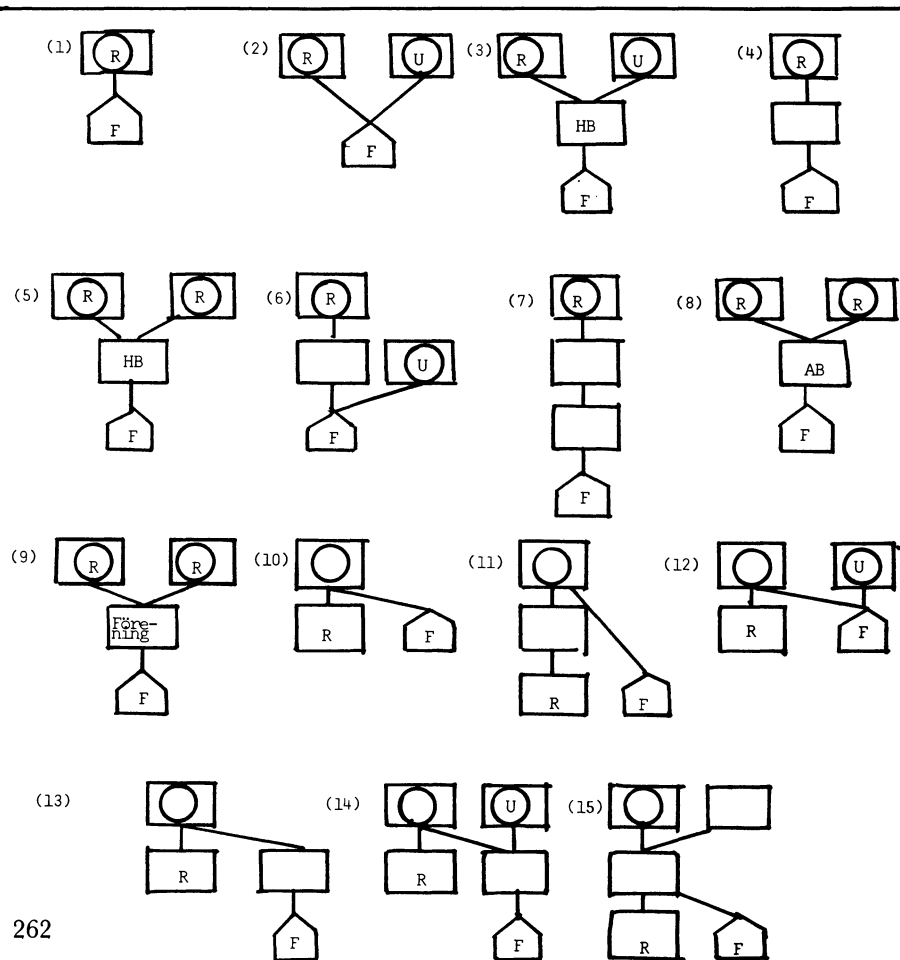 (1) R F
(2) R U F
(3) R U HB F
(4) R F
(5) R R HB F
(6) R U F
(7) R F
(8) R R AB F
(9) R R Före-
ning F
(10) R F
(11) R F
(12) U R F
(13) R F
(14) U R F
(15) R F
262